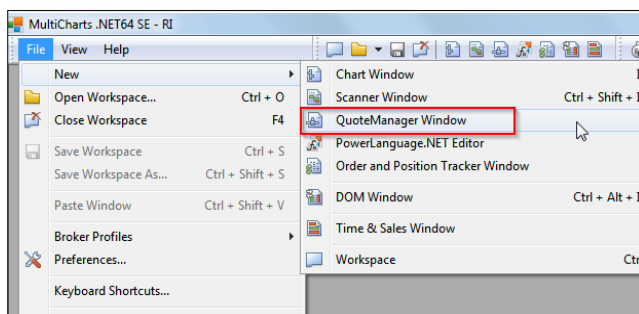 MultiCharts .NET64 SE - RI
File View Help
New
Open Workspace... Ctrl + O
Close Workspace F4
Save Workspace Ctrl + S
Save Workspace As... Ctrl + Shift + S
Paste Window Ctrl + Shift + V
Broker Profiles
Preferences...
Keyboard Shortcuts...
Chart Window
Scanner Window Ctrl + Shift +
QuoteManager Window
PowerLanguage.NET Editor
Order and Position Tracker Window
DOM Window Ctrl + Alt +
Time & Sales Window
Workspace Ctr